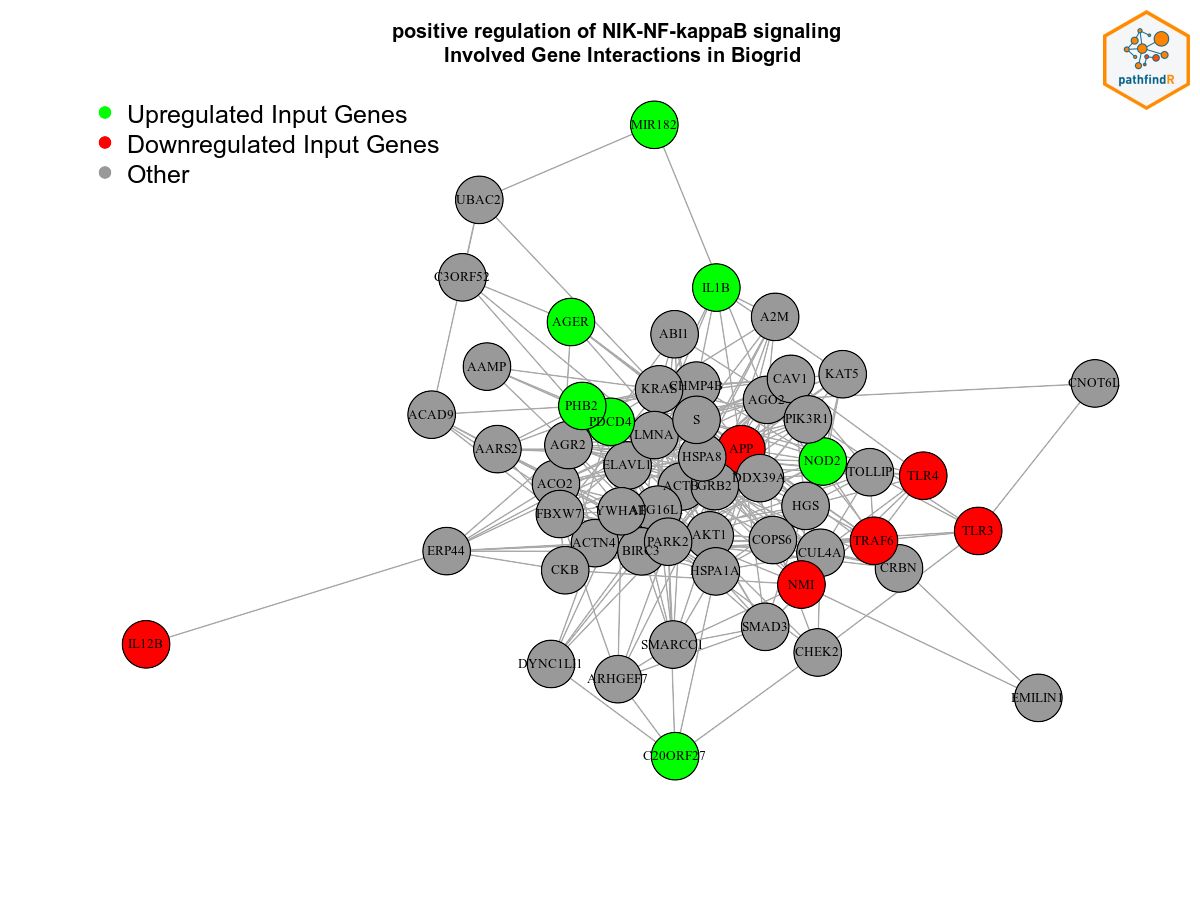 positive regulation of NIK-NF-kappaB signaling
Involved Gene Interactions in Biogrid
pathfindR
Upregulated Input Genes
Downregulated Input Genes
Other
MIR182
UBAC2
C3ORF52
IL1B
AGER
A2M
ABI1
AAMP
KAT5
CAV1
CNOT6L
KRAS
CHMP4B
AGO2
PHB2
ACAD9
PDCD4
S
PIK3R1
LMNA
AGR2
AARS2
APP
HSPA8
NOD2
ELAVL1
TOLLIP
TLR4
DDX39A
ACO2
ACTB
GRB2
HGS
FBXW7
YWHAE
ATG16L1
TLR3
AKT1
COPS6
TRAF6
PARK2
ACTN4
BIRC3
ERP44
CUL4A
CKB
HSPA1A
CRBN
NMI
SMAD3
IL12B
SMARCC1
CHEK2
DYNC1LI1
ARHGEF7
EMILIN1
C20ORF27